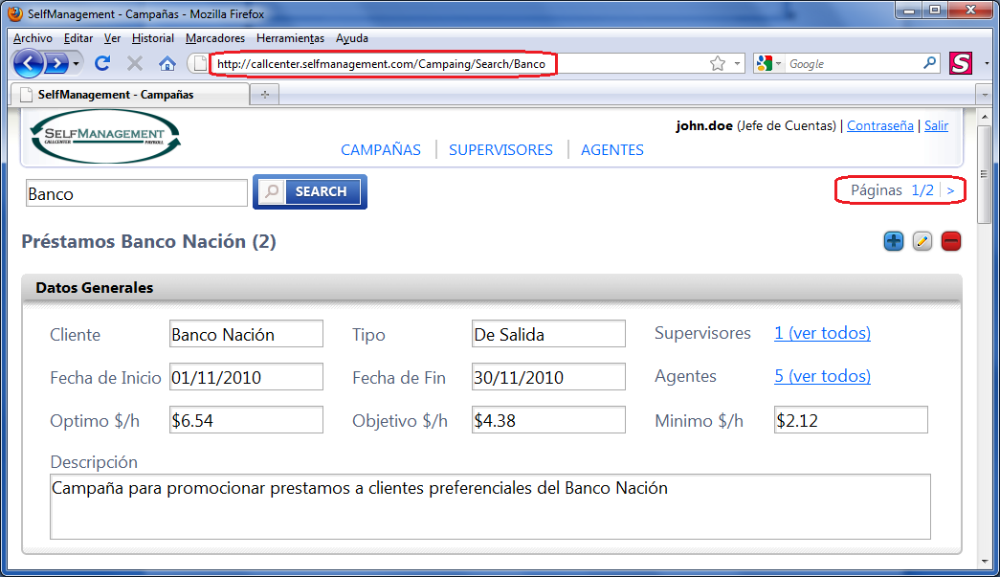 SelfManagement - Campañas - Mozilla Firefox
Archivo Editar Ver Historial Marcadores Herramientas Ayuda
http://callcenter.selfmanagement.com/Campaing/Search/Banco
Google
S
SelfManagement - Campañas
SELFMANAGEMENT
CALLCENTER PAYROLL
john.doe (Jefe de Cuentas) | Contraseña | Salir
CAMPAÑAS | SUPERVISORES | AGENTES
Banco SEARCH Páginas 1/2 | >
Préstamos Banco Nación (2)
Datos Generales
Cliente Banco Nación Tipo De Salida Supervisores 1 (ver todos)
Fecha de Inicio 01/11/2010 Fecha de Fin 30/11/2010 Agentes 5 (ver todos)
Optimo $/h $6.54 Objetivo $/h $4.38 Minimo $/h $2.12
Descripción
Campaña para promocionar prestamos a clientes preferenciales del Banco Nación